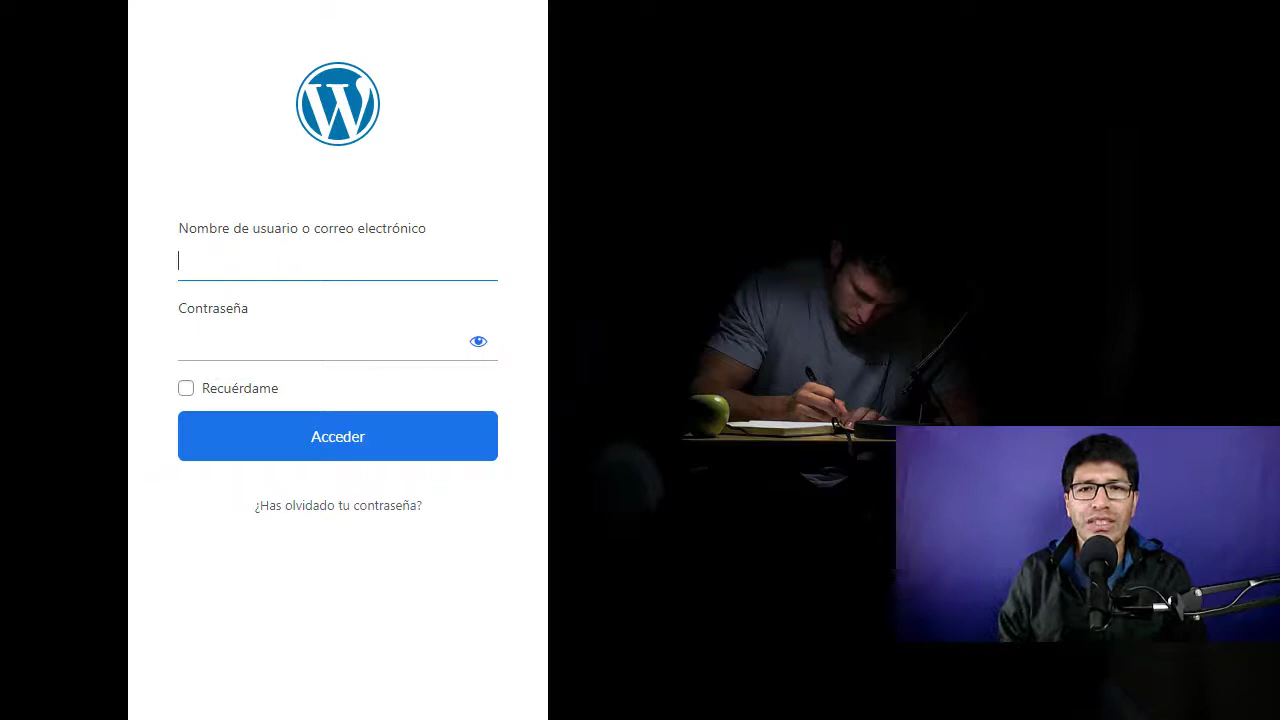 Nombre de usuario o correo electrónico
Contraseña
Recuérdame
Acceder
¿Has olvidado tu contraseña?